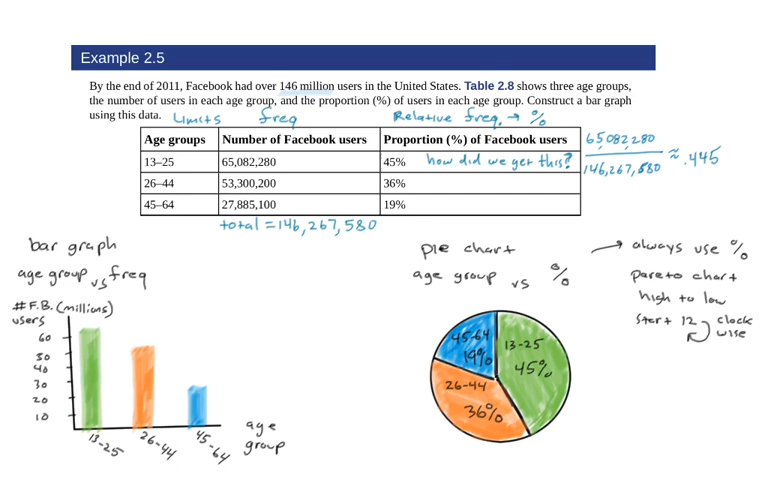 Example 2.5
By the end of 2011, Facebook had over 146 million users in the United States. Table 2.8 shows three age groups,
the number of users in each age group, and the proportion (%) of users in each age group. Construct a bar graph
using this data.
Limits freq Relative freq. → %
Age groups Number of Facebook users Proportion (%) of Facebook users
13–25 65,082,280 45% how did we get this?
26–44 53,300,200 36%
45–64 27,885,100 19%
65,082,280
146,267,580
≈ .445
total = 146,267,580
bar graph
age group vs freq
# F.B. (millions)
users
60
50
40
30
20
10
13-25 26-44 45-64
age
group
pie chart
age group vs %
45-64
19%
13-25
45%
26-44
36%
→ always use %
pareto chart
high to low
start 12 clock
wise